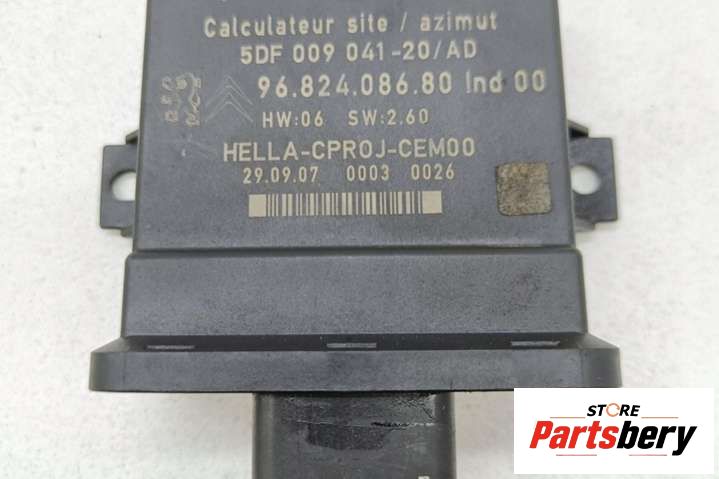 Calculateur site / azimut
5DF 009 041-20/AD
96.824.086.80 Ind 00
HW:06 SW:2.60
HELLA-CPROJ-CEM00
29.09.07 0003 0026
STORE
Partsbery